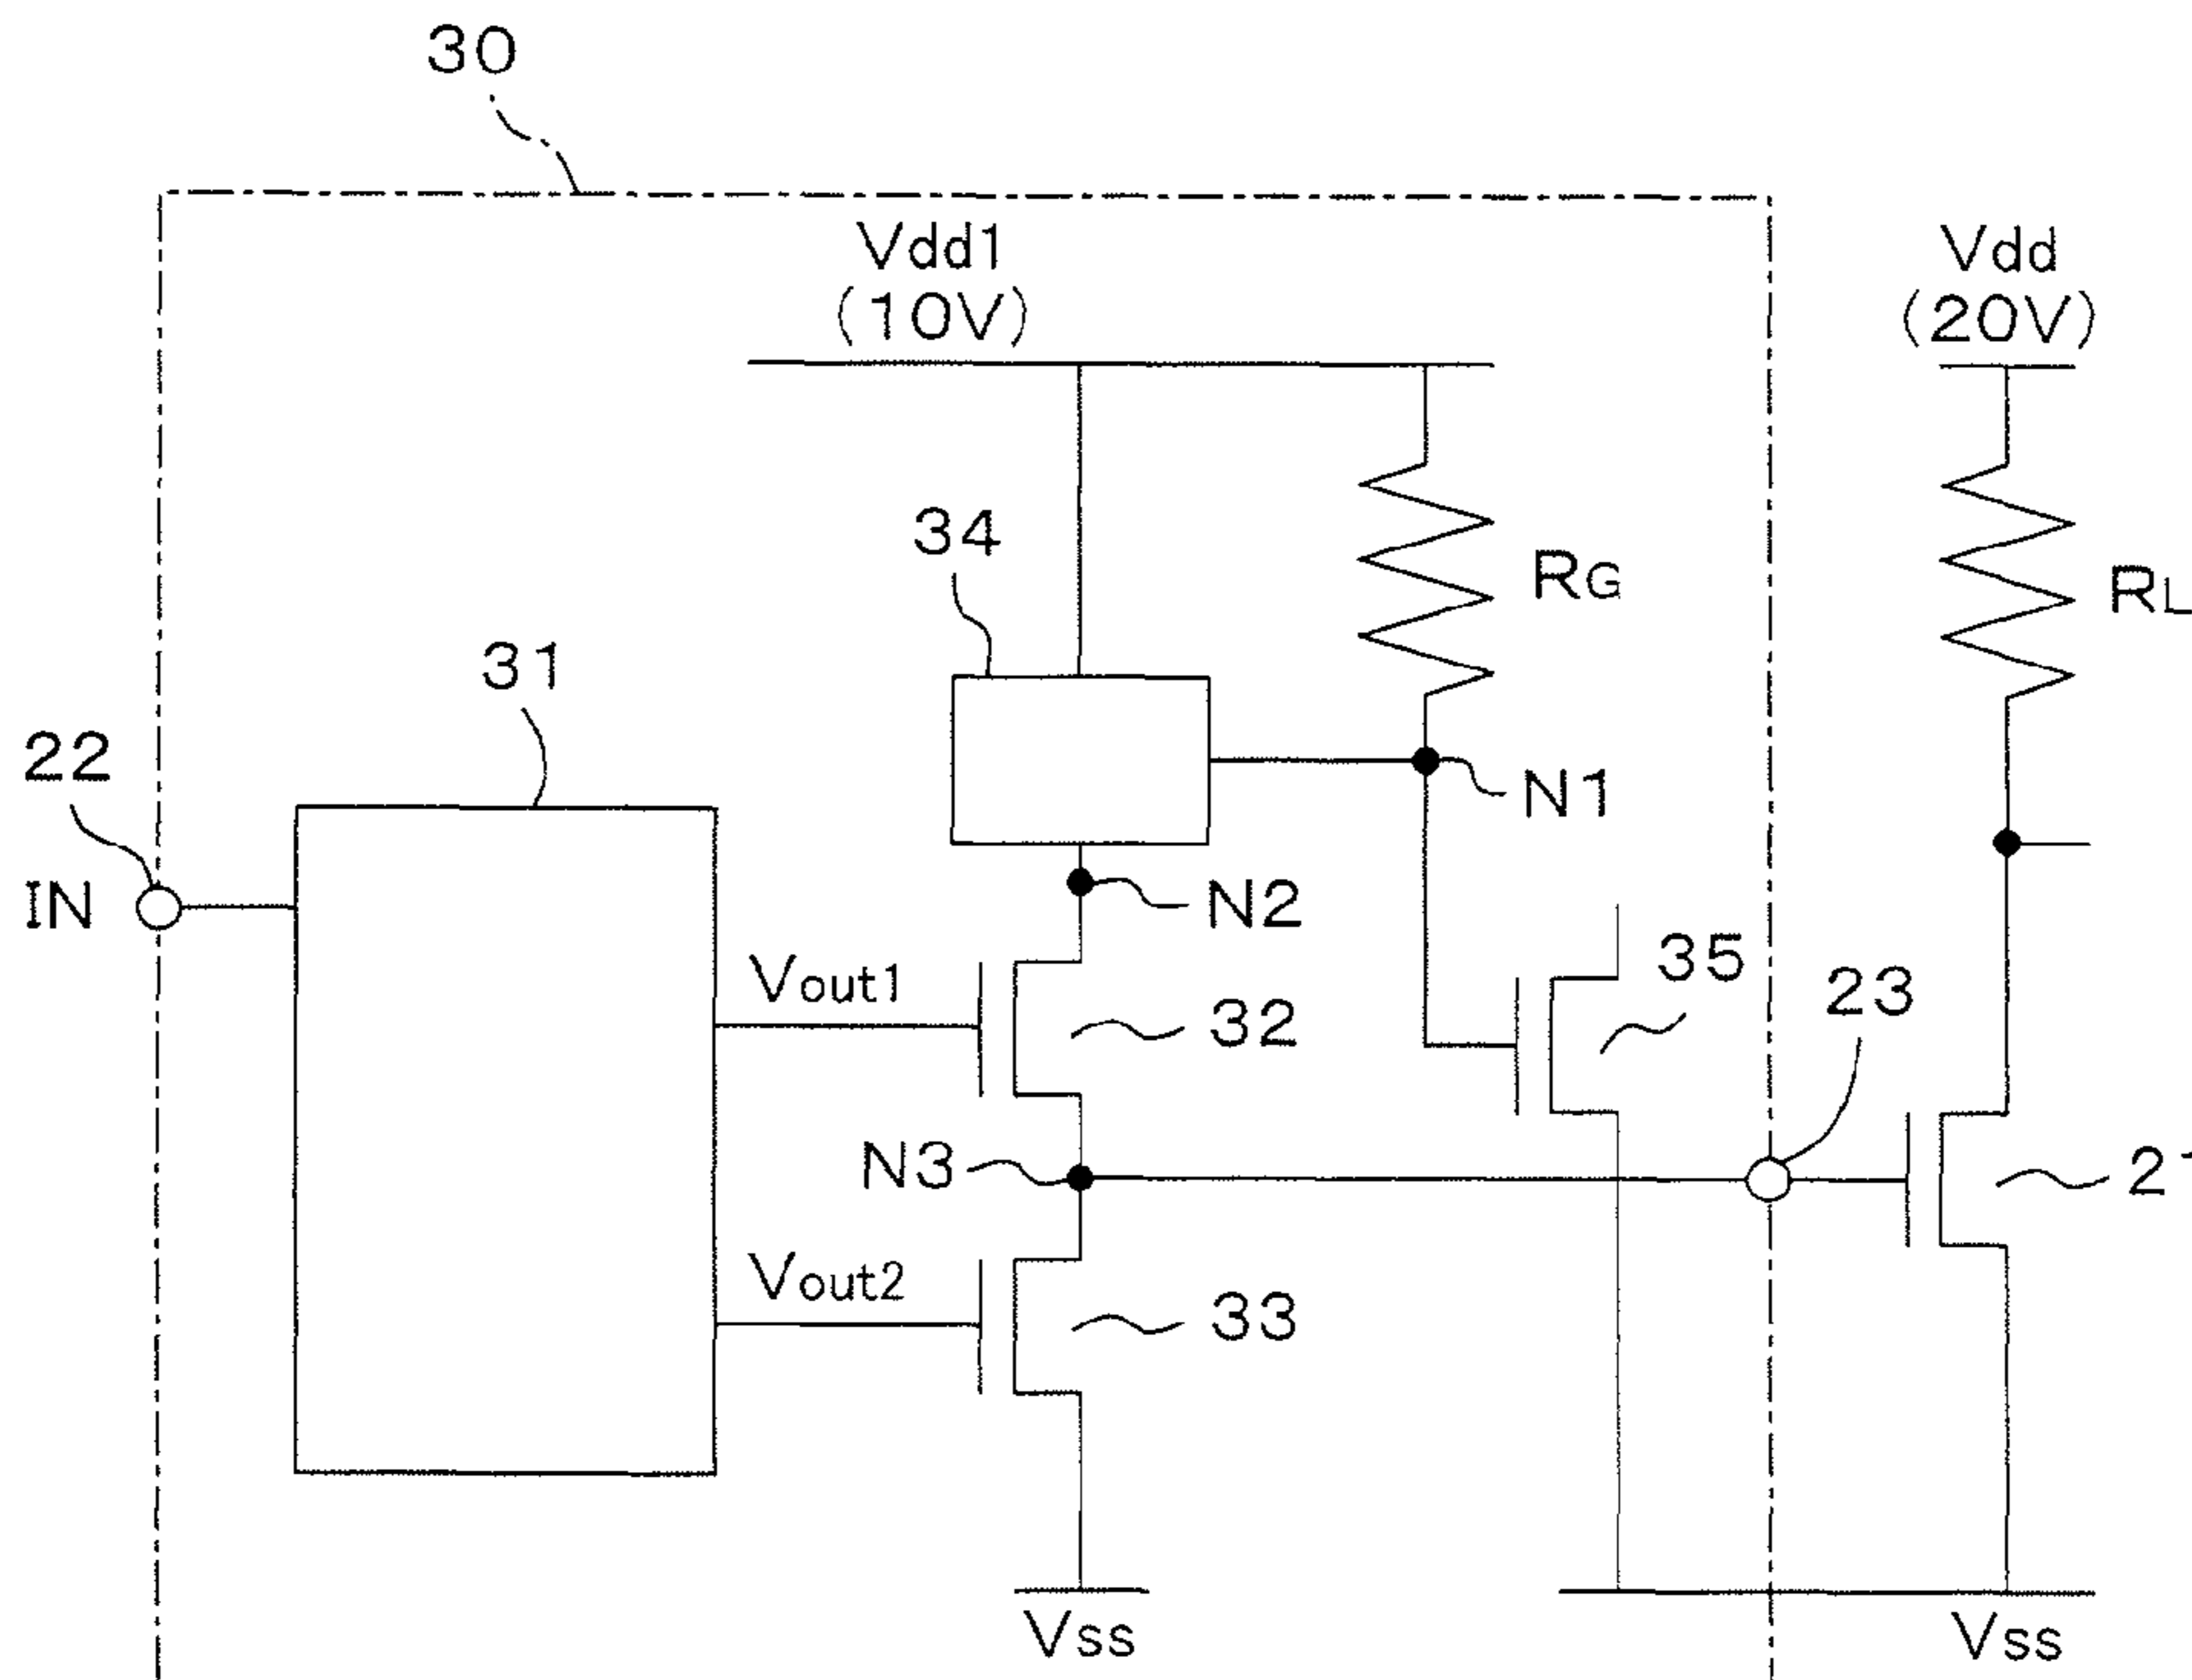 30
Vdd1
(10V)
Vdd
(20V)
34
RG
RL
31
22
N1
IN
N2
35
Vout1
32
23
N3
21
Vout2
33
Vss
Vss